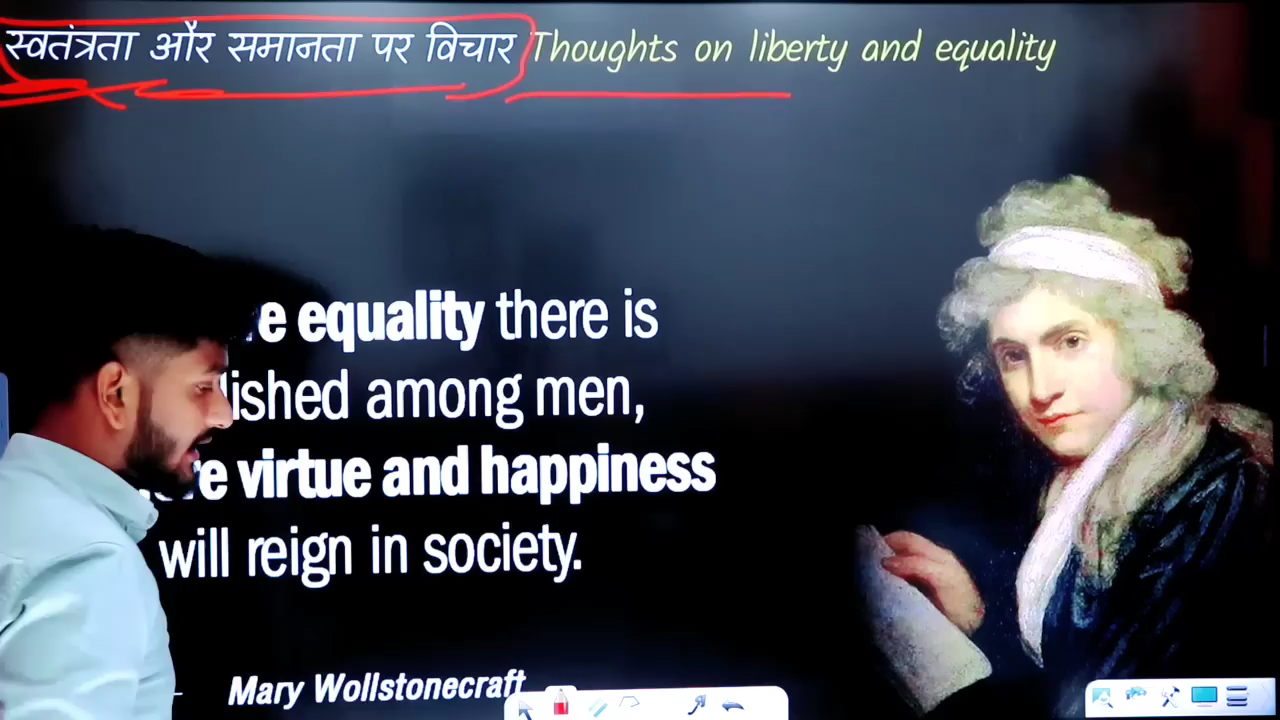 स्वतंत्रता और समानता पर विचार Thoughts on liberty and equality
equality there is
among men,
virtue and happiness
will reign in society.
Mary Wollstonecraft